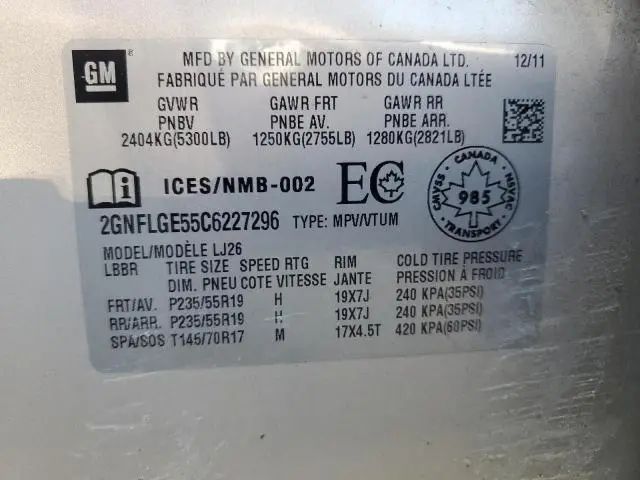 GM
®
MFD BY GENERAL MOTORS OF CANADA LTD. 12/11
FABRIQUÉ PAR GENERAL MOTORS DU CANADA LTÉE
GVWR GAWR FRT GAWR RR
PNBV PNBE AV. PNBE ARR.
2404KG(5300LB) 1250KG(2755LB) 1280KG(2821LB)
ICES/NMB-002 EC
CANADA
CMVSS 985 NSVAC
TRANSPORT
2GNFLGE55C6227296 TYPE: MPV/VTUM
MODEL/MODÈLE LJ26
LBBR TIRE SIZE SPEED RTG RIM COLD TIRE PRESSURE
DIM. PNEU COTE VITESSE JANTE PRESSION À FROID
FRT/AV. P235/55R19 H 19X7J 240 KPA(35PSI)
RR/ARR. P235/55R19 H 19X7J 240 KPA(35PSI)
SPA/SOS T145/70R17 M 17X4.5T 420 KPA(60PSI)